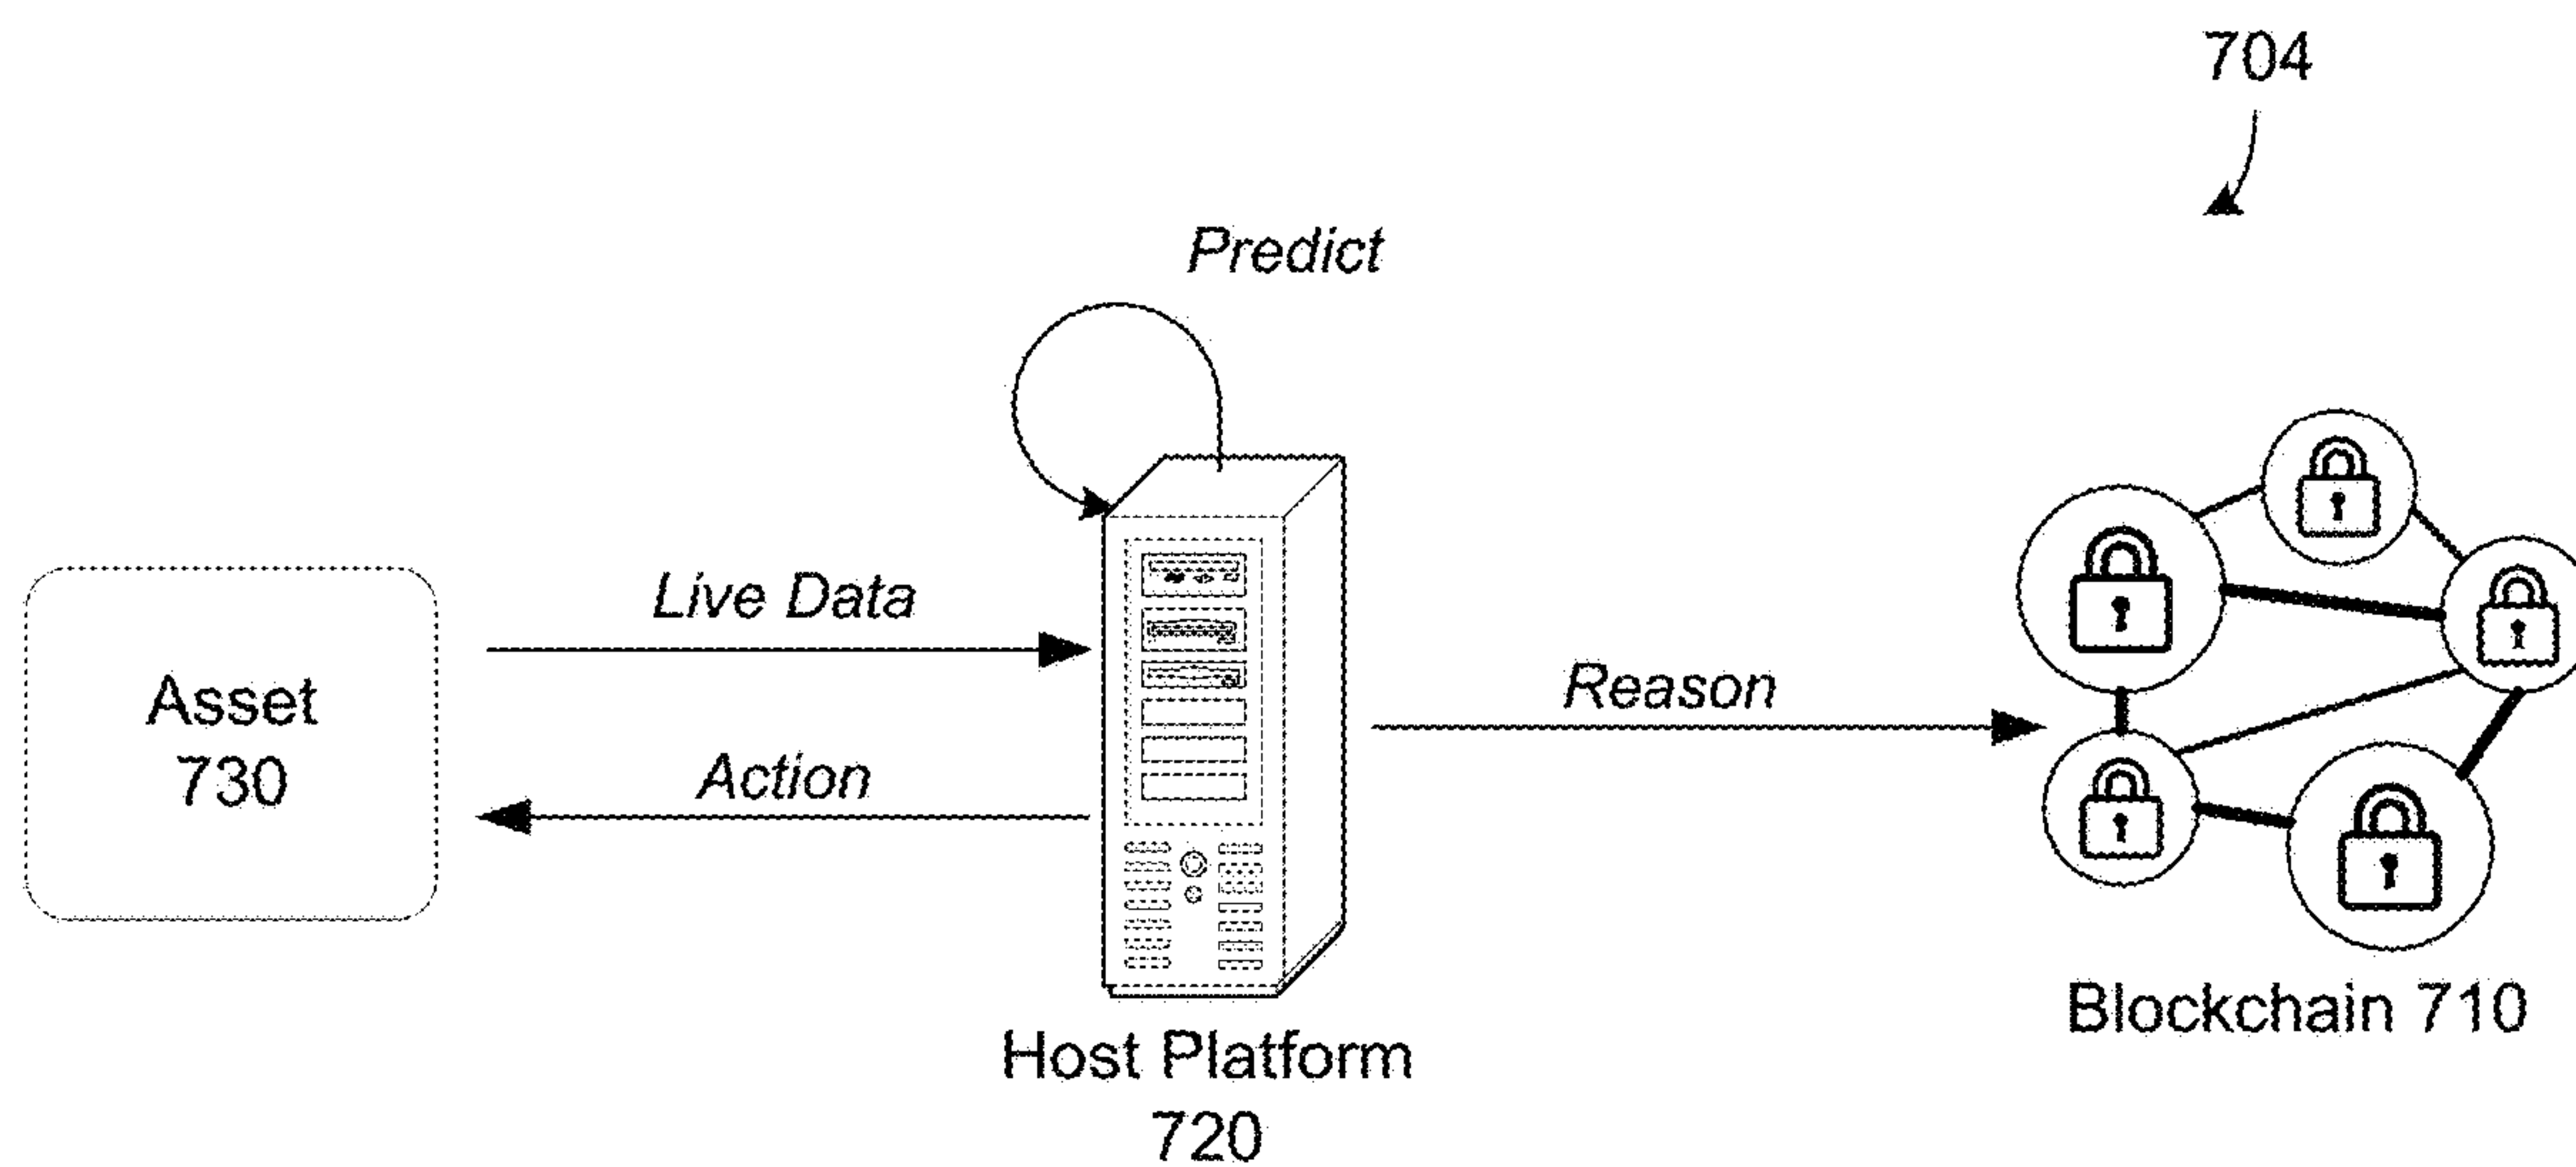 704
Predict
Live Data
Asset
730
Action
Reason
Host Platform
720
Blockchain 710